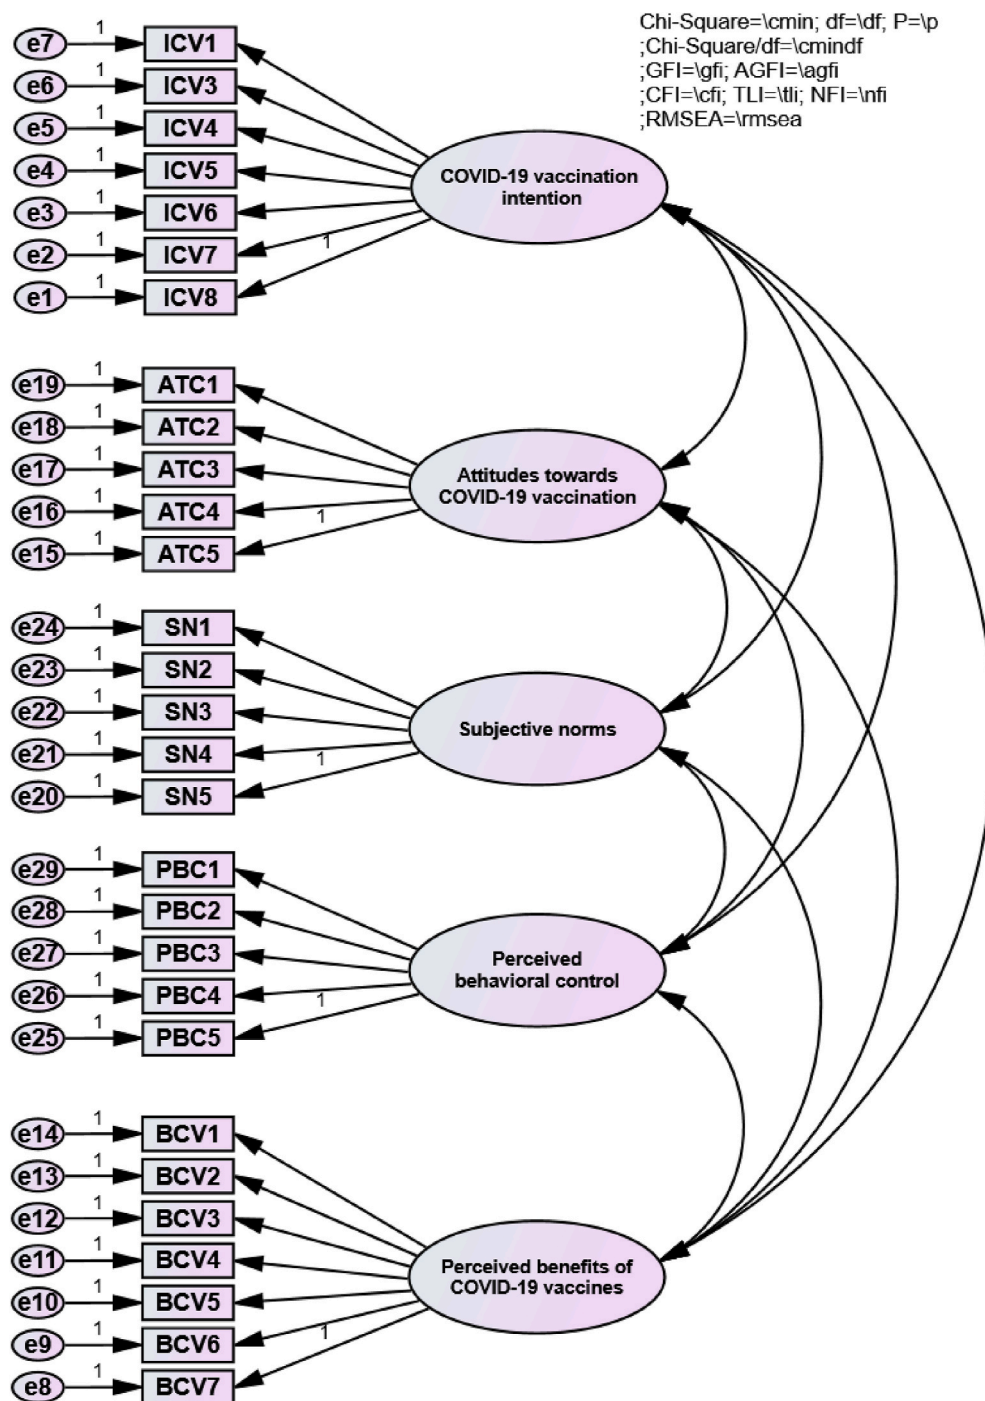 Chi-Square=\cmin; df=\df; P=\p
;Chi-Square/df=\cmindf
;GFI=\gfi; AGFI=\agfi
;CFI=\cfi; TLI=\tli; NFI=\nfi
;RMSEA=\rmsea
e7 1 ICV1
e6 1 ICV3
e5 1 ICV4
e4 1 ICV5
e3 1 ICV6
e2 1 ICV7
1
e1 1 ICV8
COVID-19 vaccination
intention
e19 1 ATC1
e18 1 ATC2
e17 1 ATC3
e16 1 ATC4
1
e15 1 ATC5
Attitudes towards
COVID-19 vaccination
e24 1 SN1
e23 1 SN2
e22 1 SN3
e21 1 SN4
1
e20 1 SN5
Subjective norms
e29 1 PBC1
e28 1 PBC2
e27 1 PBC3
e26 1 PBC4
1
e25 1 PBC5
Perceived
behavioral control
e14 1 BCV1
e13 1 BCV2
e12 1 BCV3
e11 1 BCV4
e10 1 BCV5
e9 1 BCV6
1
e8 1 BCV7
Perceived benefits of
COVID-19 vaccines